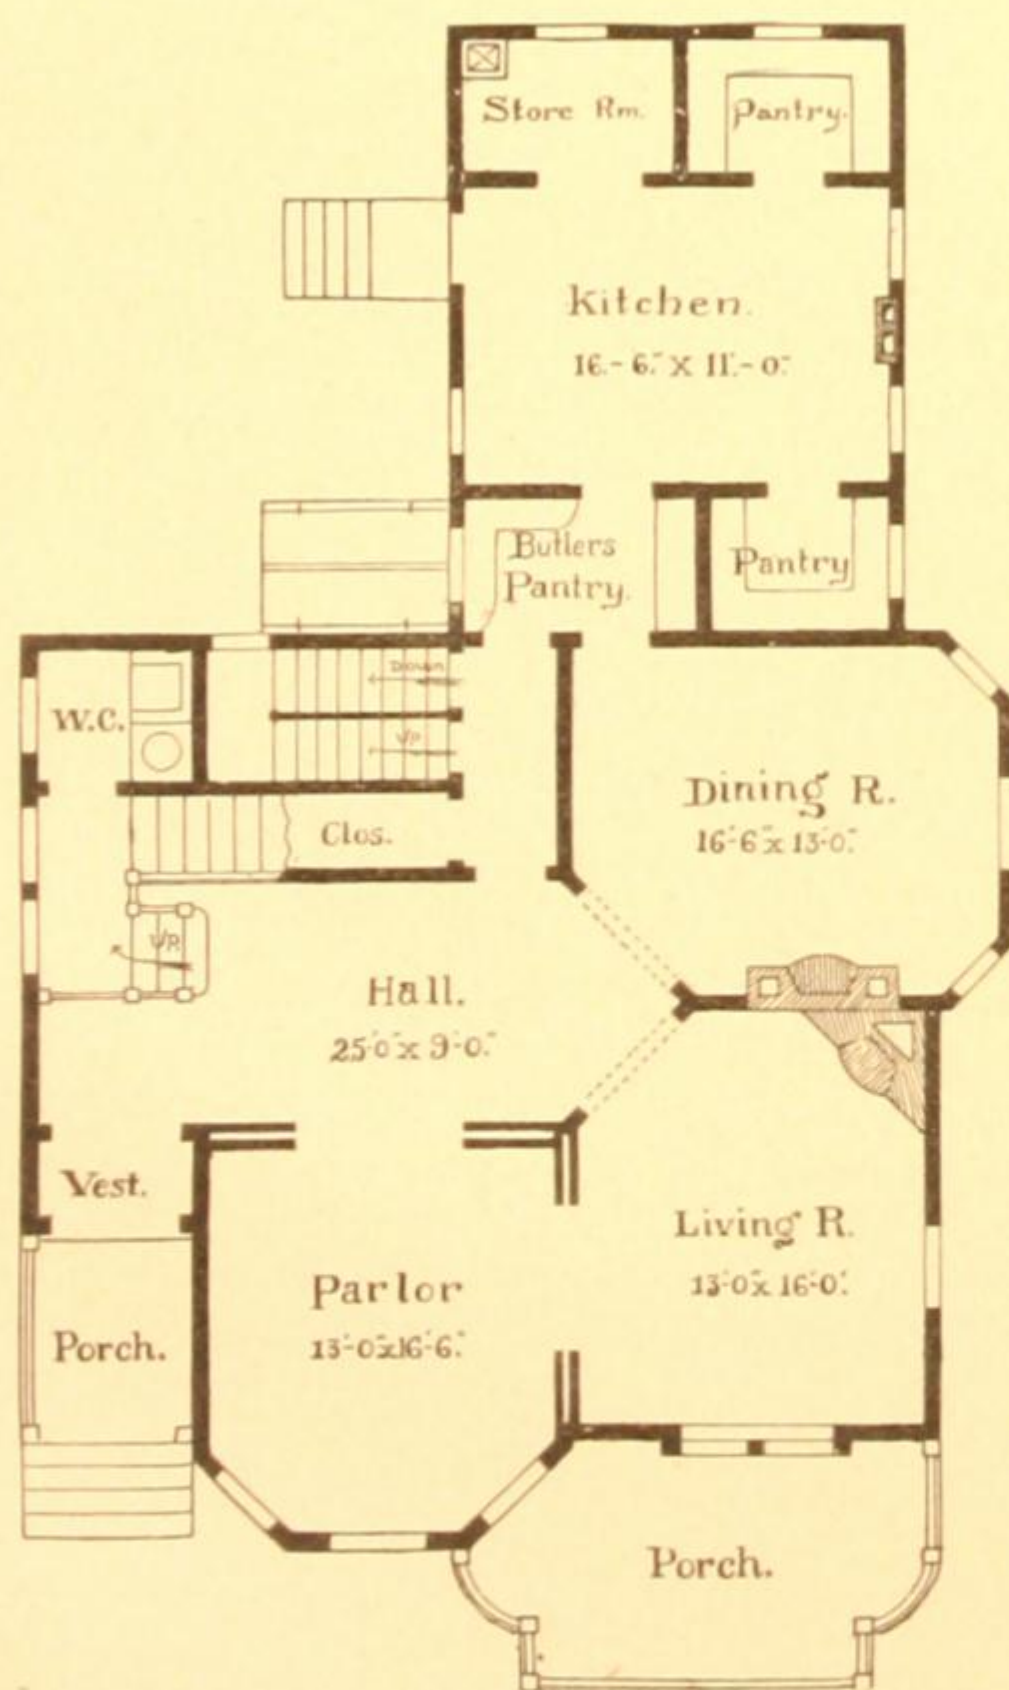 Store Rm.
Pantry.
Kitchen.
16.-6." X 11.-0."
Butlers
Pantry.
Pantry
Down
W.C.
UP
Dining R.
16'-6" x 13'-0".
Clos.
UP.
Hall.
25'-0" x 9'-0".
Vest.
Living R.
13'-0" x 16'-0".
Parlor
13'-0" x 16'-6".
Porch.
Porch.